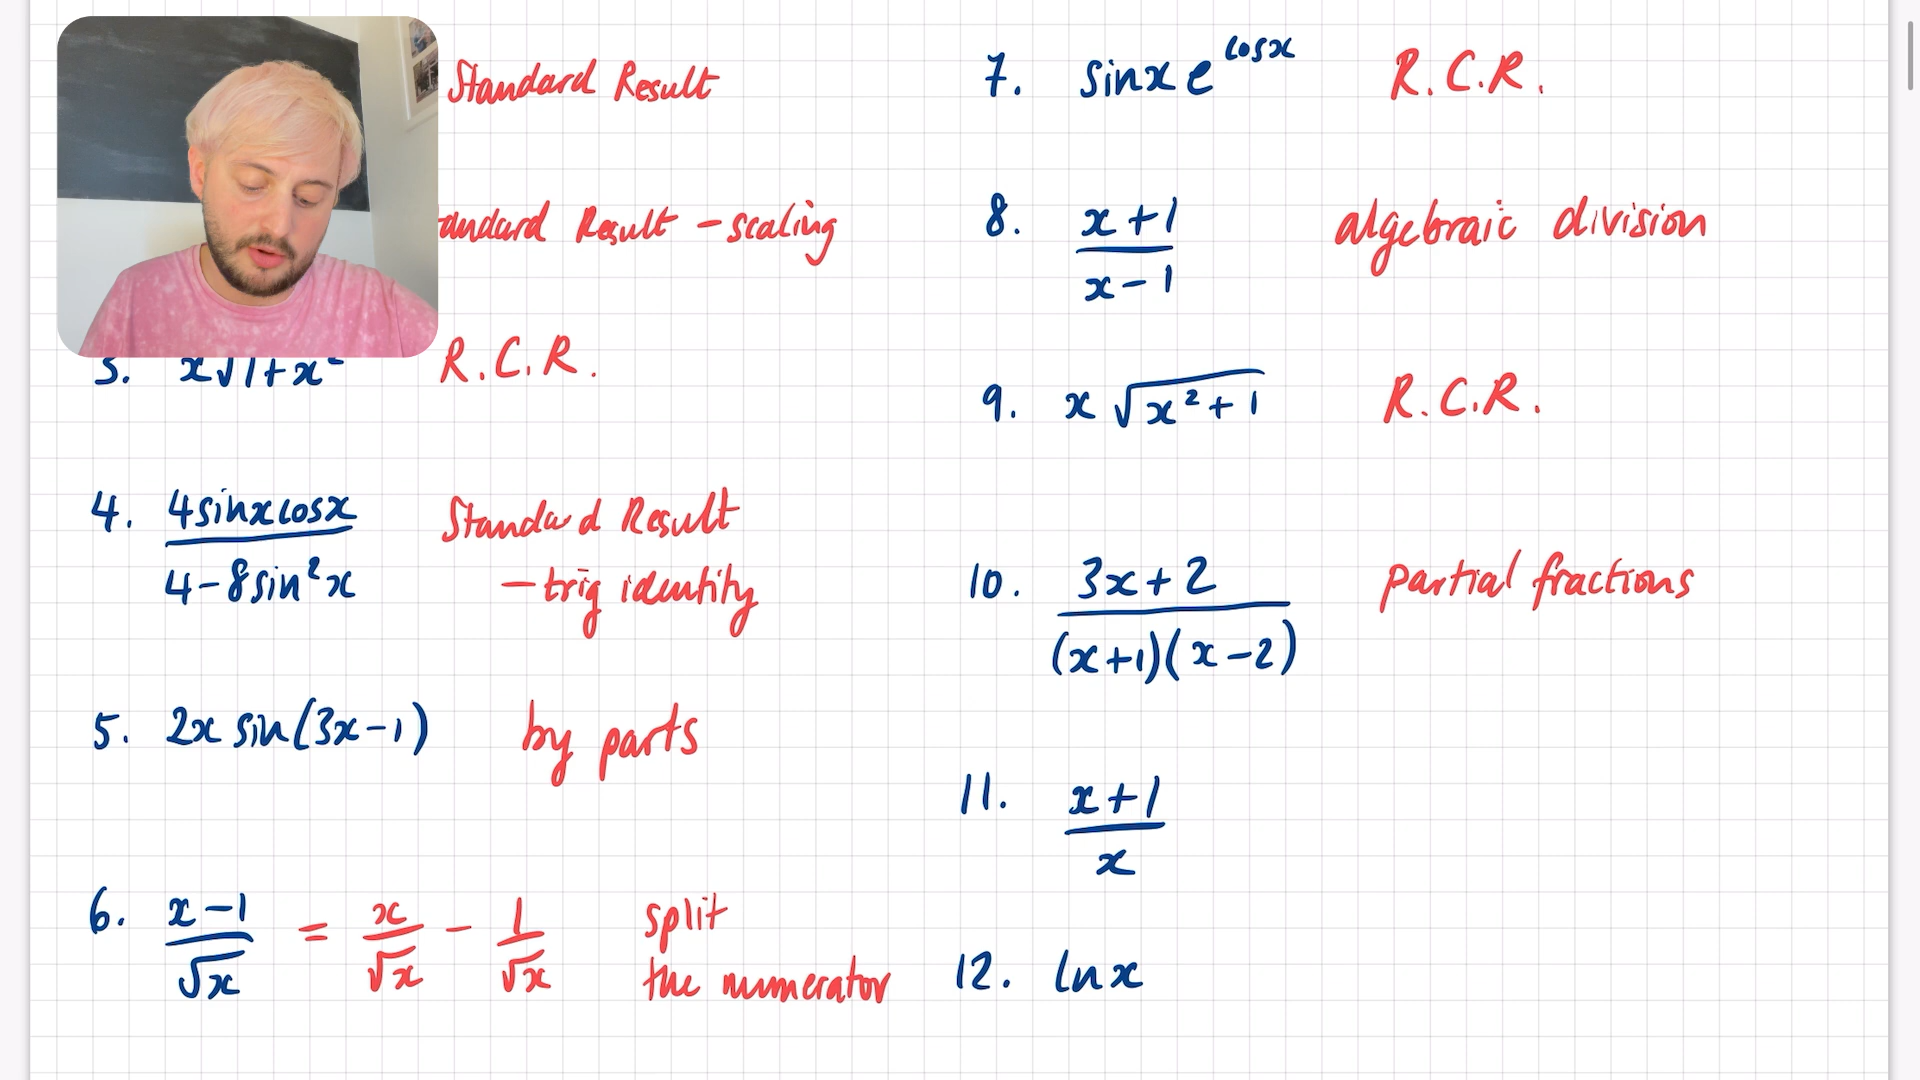 Standard Result
Result - scaling
3. x√1+x² R.C.R.
4. 4sinxcosx / 4-8sin²x Standard Result
- trig identity
5. 2x sin(3x-1) by parts
6. x-1 / √x = x / √x - 1 / √x split
the numerator
7. sinx e^cosx R.C.R.
8. x+1 / x-1 algebraic division
9. x √x²+1 R.C.R.
10. 3x+2 / (x+1)(x-2) partial fractions
11. x+1 / x
12. lnx